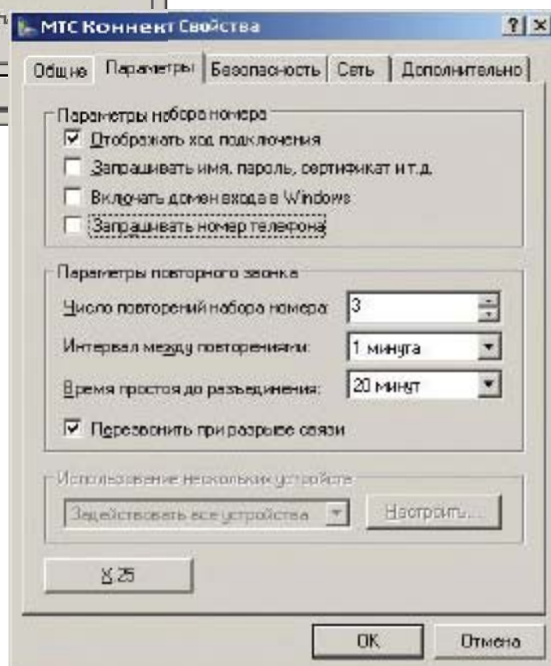 МТС Коннект Свойства
Общие Параметры Безопасность Сеть Дополнительно
Параметры набора номера
Отображать ход подключения
Запрашивать имя, пароль, сертификат и т.д.
Включать домен входа в Windows
Запрашивать номер телефона
Параметры повторного звонка
Число повторений набора номера: 3
Интервал между повторениями: 1 минута
Время простоя до разъединения: 20 минут
Перезвонить при разрыве связи
Использование нескольких устройств
Задействовать все устройства Настроить...
X.25
OK Отмена